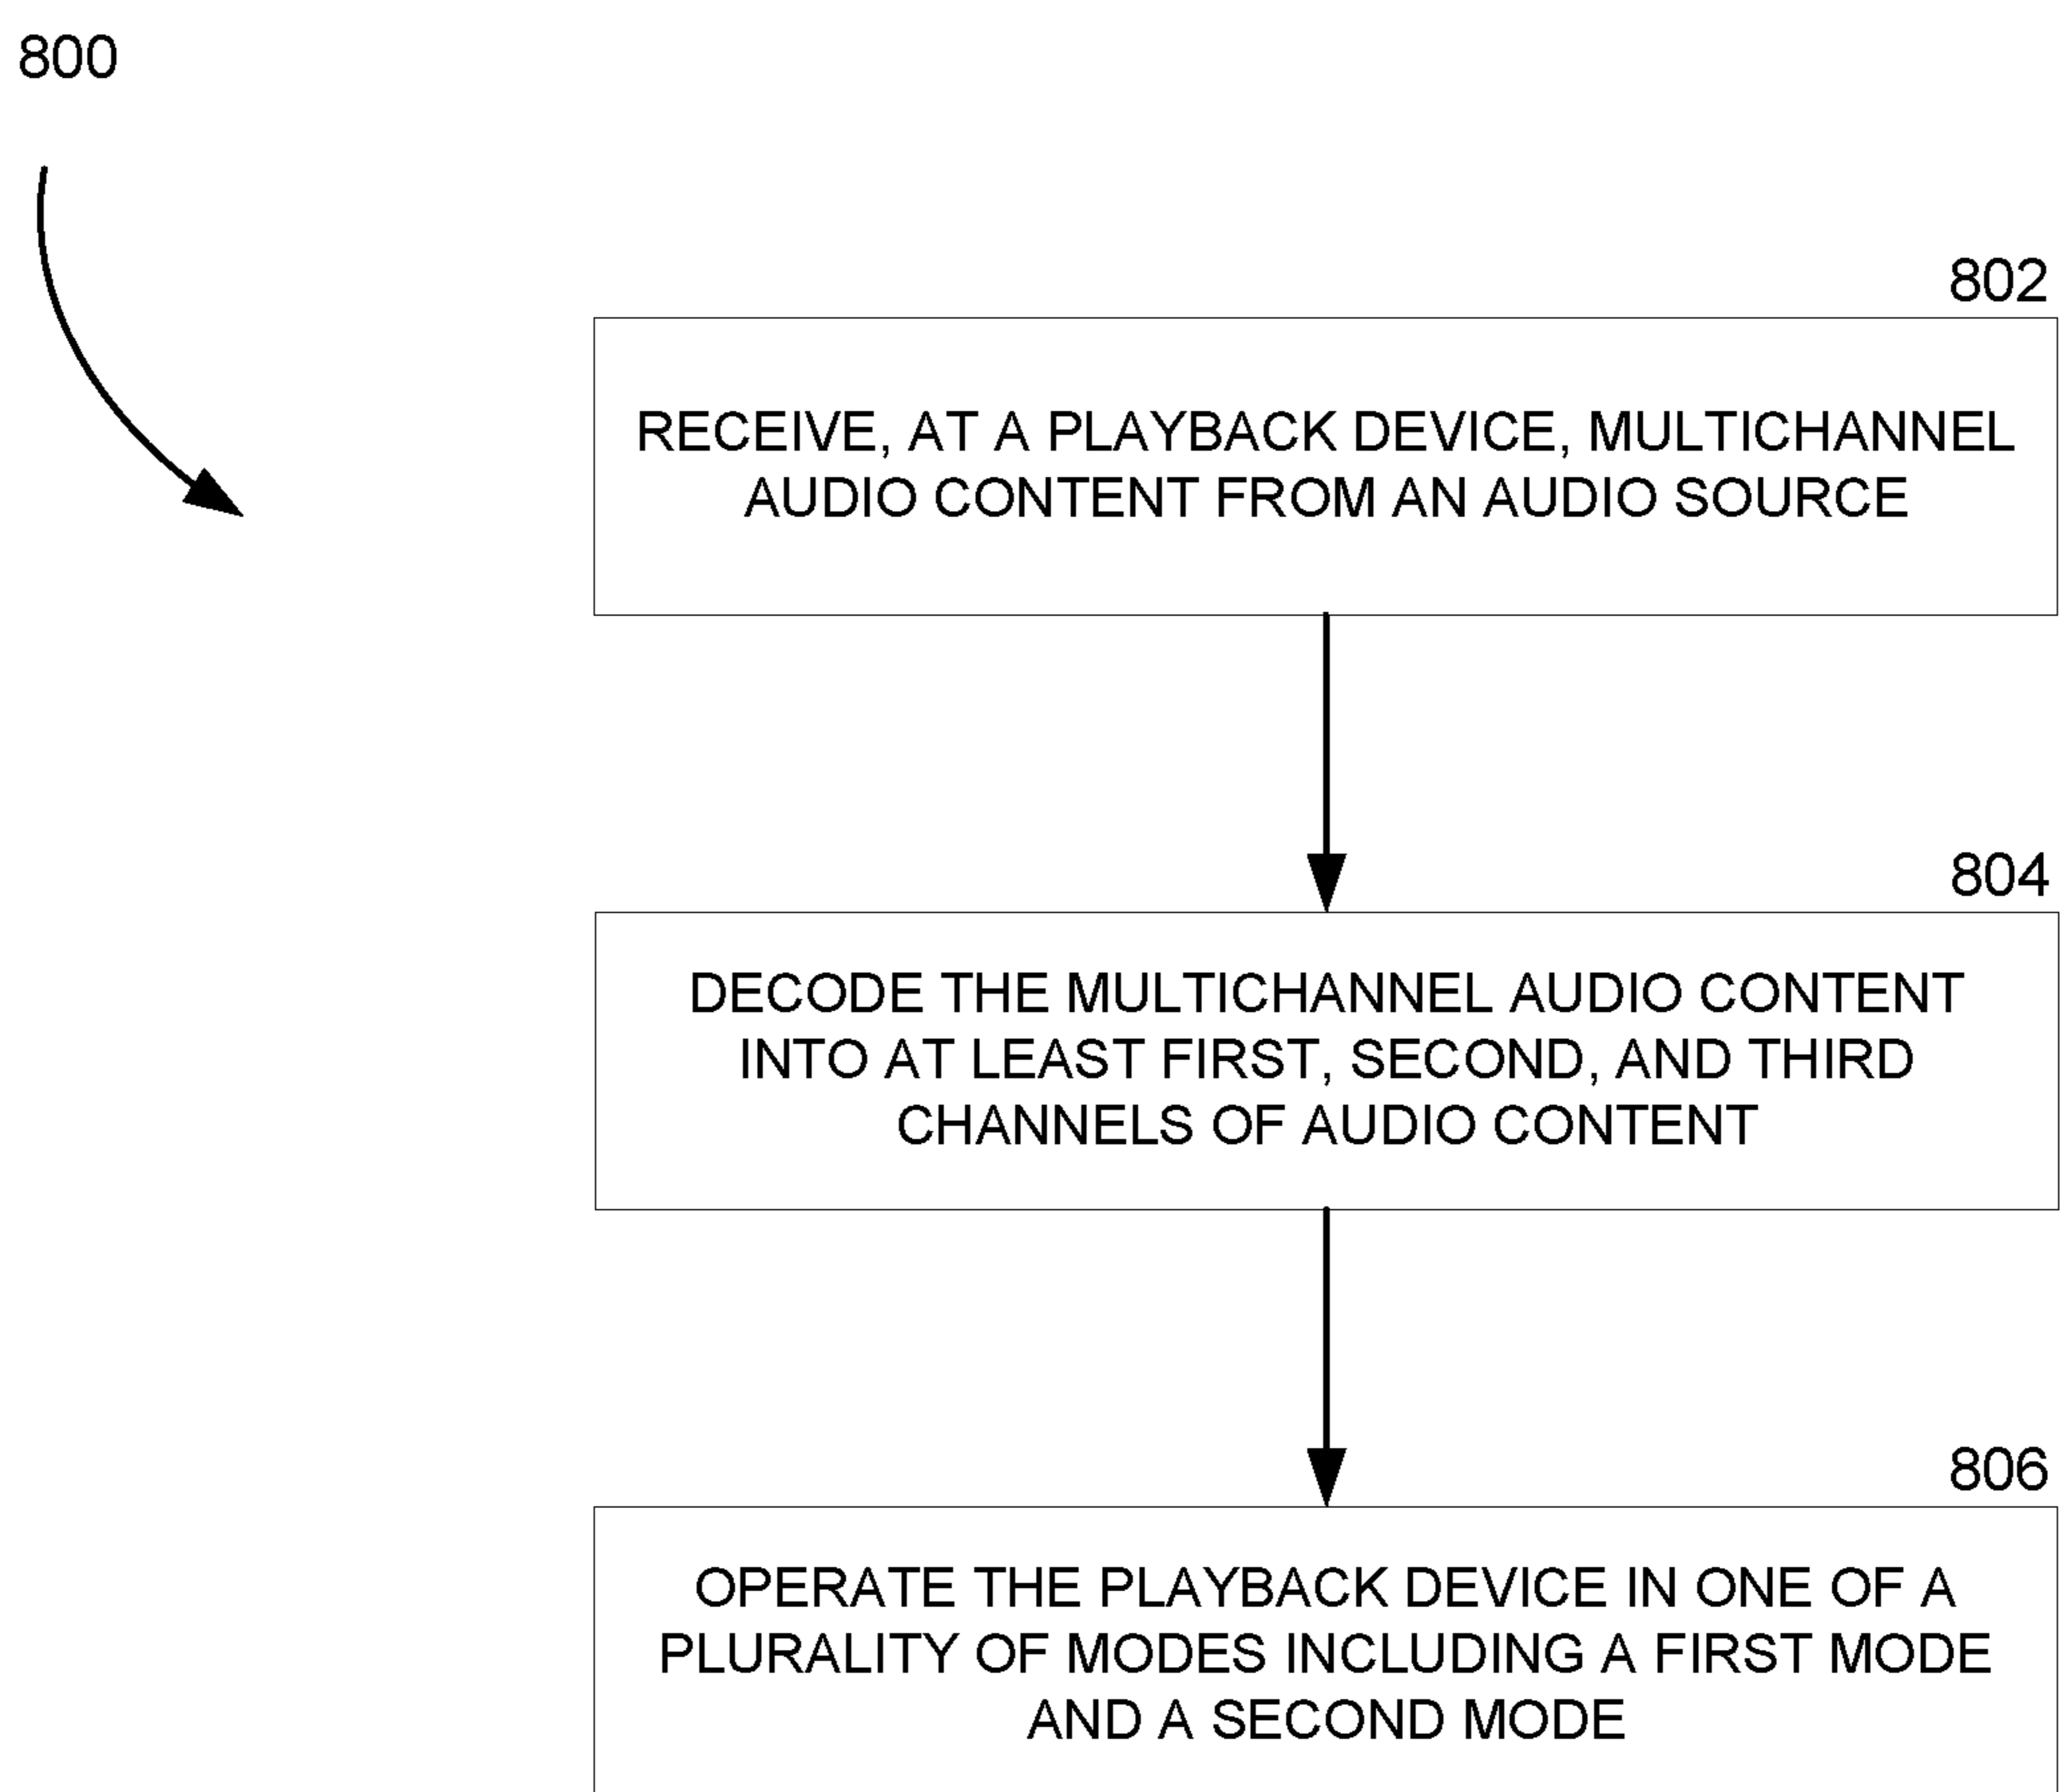 800
802
RECEIVE, AT A PLAYBACK DEVICE, MULTICHANNEL
AUDIO CONTENT FROM AN AUDIO SOURCE
804
DECODE THE MULTICHANNEL AUDIO CONTENT
INTO AT LEAST FIRST, SECOND, AND THIRD
CHANNELS OF AUDIO CONTENT
806
OPERATE THE PLAYBACK DEVICE IN ONE OF A
PLURALITY OF MODES INCLUDING A FIRST MODE
AND A SECOND MODE